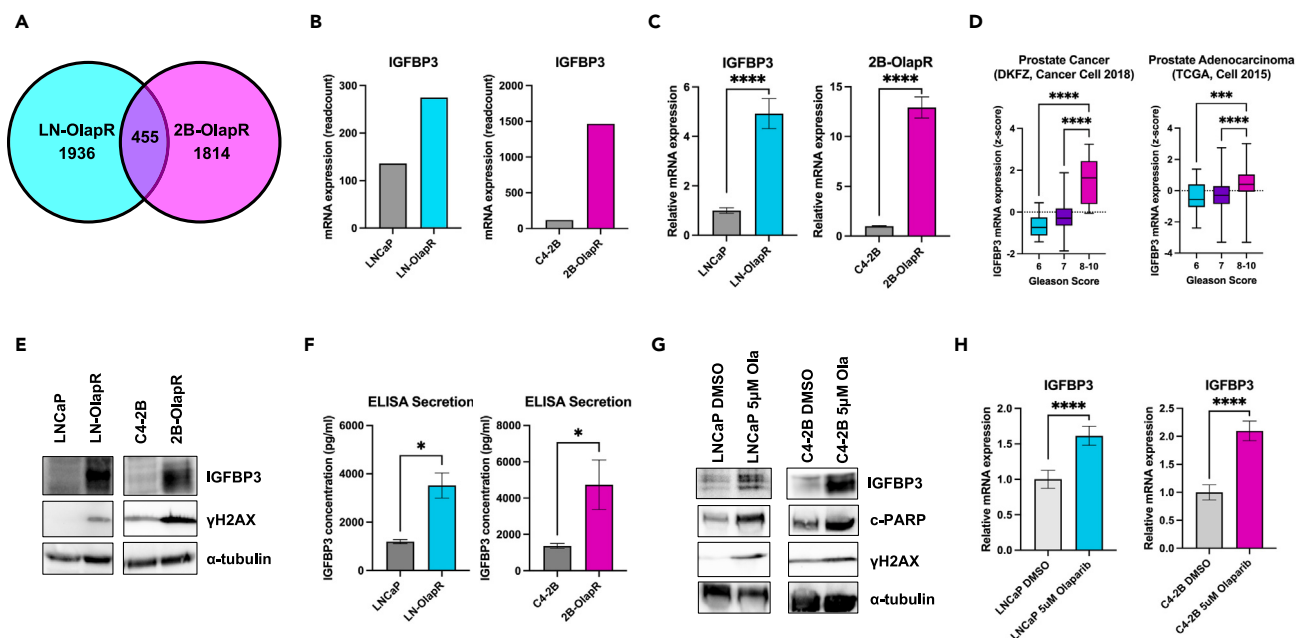 A
LN-OlapR
1936
455
2B-OlapR
1814
B
IGFBP3
mRNA expression (readcount)
300
200
100
0
LNCaP
LN-OlapR
IGFBP3
mRNA expression (readcount)
2000
1500
1000
500
0
C4-2B
2B-OlapR
C
IGFBP3
****
Relative mRNA expression
6
4
2
0
LNCaP
LN-OlapR
2B-OlapR
****
Relative mRNA expression
15
10
5
0
C4-2B
2B-OlapR
D
Prostate Cancer
(DKFZ, Cancer Cell 2018)
****
****
IGFBP3 mRNA expression (z-score)
4
2
0
-2
6 7 8-10
Gleason Score
Prostate Adenocarcinoma
(TCGA, Cell 2015)
***
****
IGFBP3 mRNA expression (z-score)
6
4
2
0
-2
-4
6 7 8-10
Gleason Score
E
LNCaP
LN-OlapR
C4-2B
2B-OlapR
IGFBP3
γH2AX
α-tubulin
F
ELISA Secretion
*
IGFBP3 concentration (pg/ml)
6000
4000
2000
0
LNCaP
LN-OlapR
ELISA Secretion
*
IGFBP3 concentration (pg/ml)
8000
6000
4000
2000
0
C4-2B
2B-OlapR
G
LNCaP DMSO
LNCaP 5µM Ola
C4-2B DMSO
C4-2B 5µM Ola
IGFBP3
c-PARP
γH2AX
α-tubulin
H
IGFBP3
****
Relative mRNA expression
2.0
1.5
1.0
0.5
0.0
LNCaP DMSO
LNCaP 5uM Olaparib
IGFBP3
****
Relative mRNA expression
2.5
2.0
1.5
1.0
0.5
0.0
C4-2B DMSO
C4-2B 5uM Olaparib